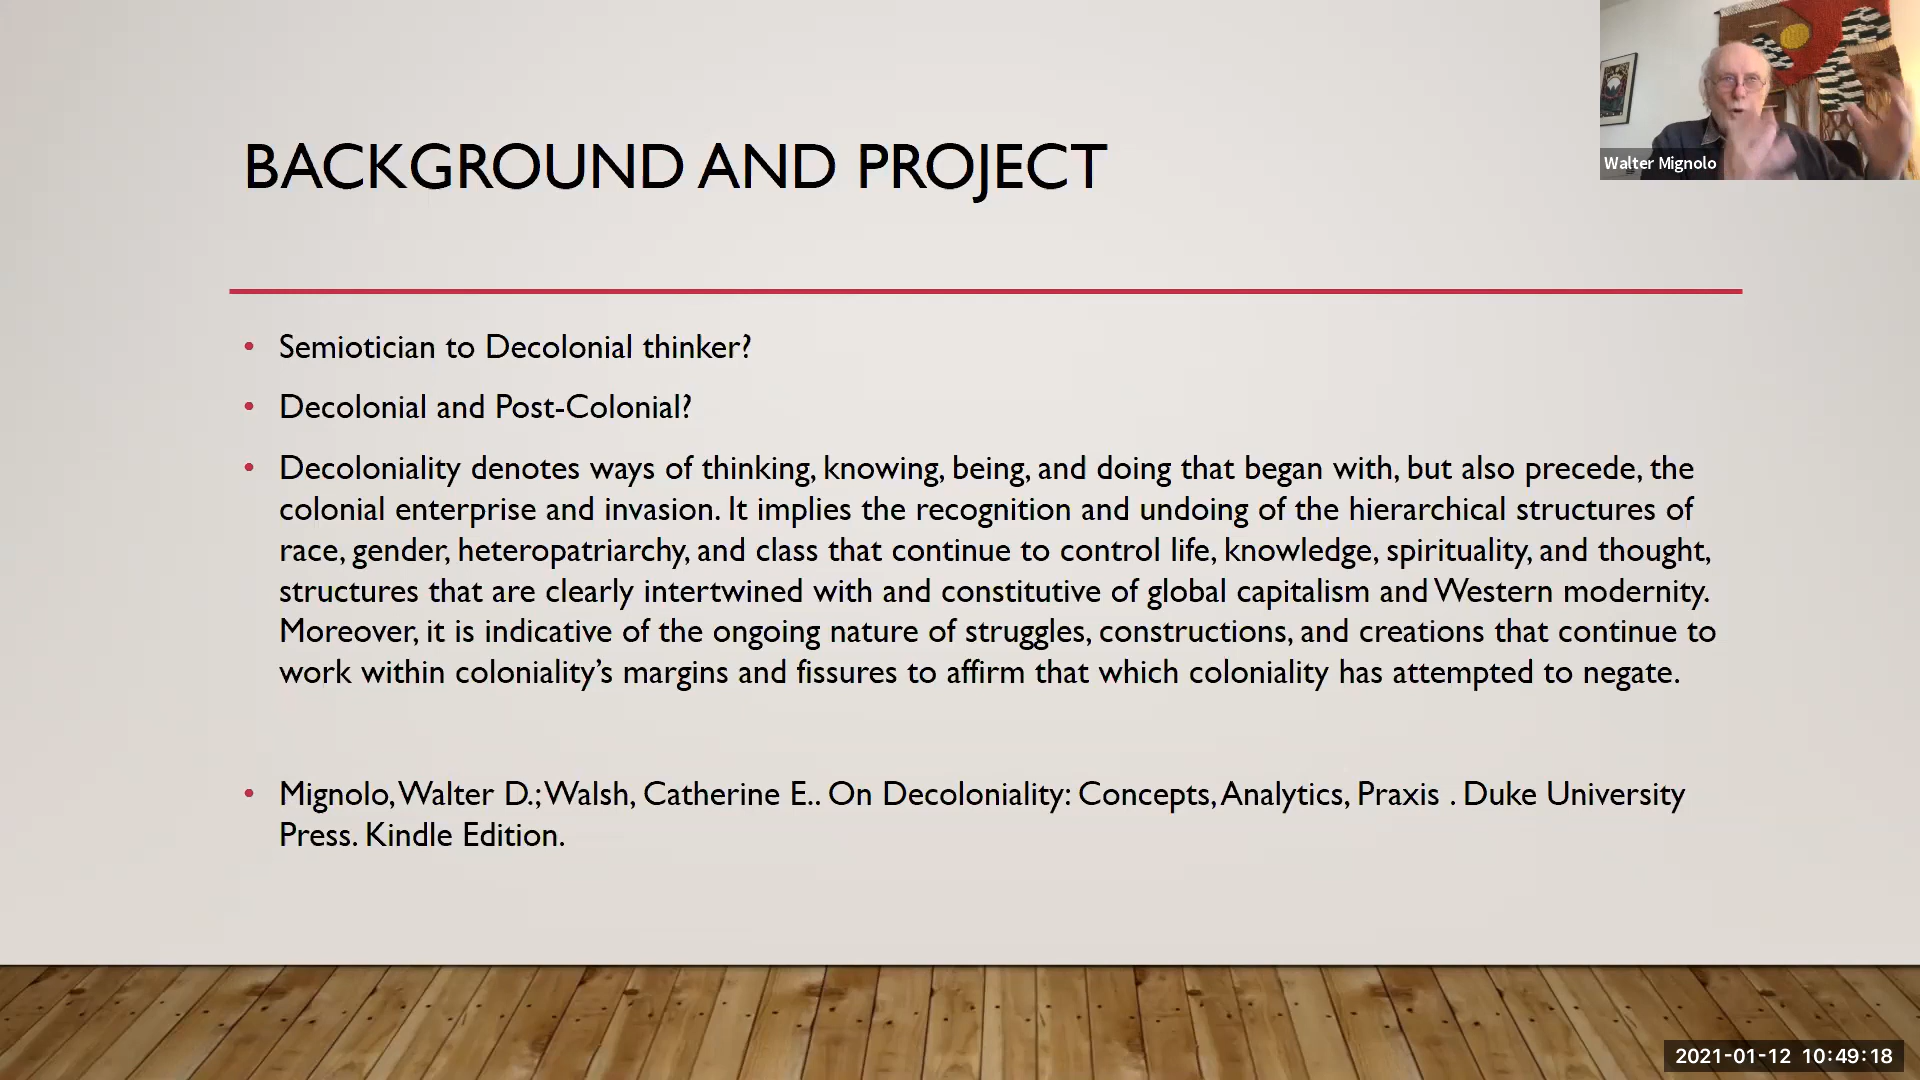 BACKGROUND AND PROJECT
Walter Mignolo
• Semiotician to Decolonial thinker?
• Decolonial and Post-Colonial?
• Decoloniality denotes ways of thinking, knowing, being, and doing that began with, but also precede, the
colonial enterprise and invasion. It implies the recognition and undoing of the hierarchical structures of
race, gender, heteropatriarchy, and class that continue to control life, knowledge, spirituality, and thought,
structures that are clearly intertwined with and constitutive of global capitalism and Western modernity.
Moreover, it is indicative of the ongoing nature of struggles, constructions, and creations that continue to
work within coloniality’s margins and fissures to affirm that which coloniality has attempted to negate.
• Mignolo, Walter D.; Walsh, Catherine E.. On Decoloniality: Concepts, Analytics, Praxis . Duke University
Press. Kindle Edition.
2021-01-12 10:49:18